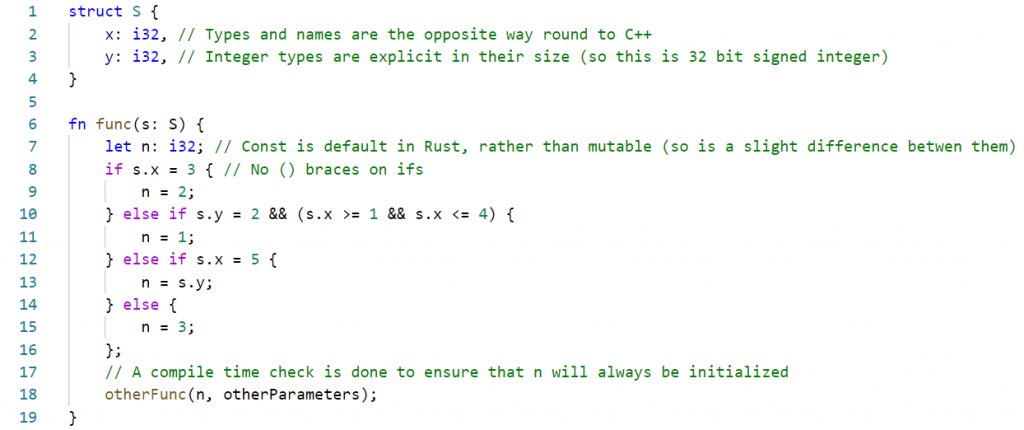 1 struct S {
2 x: i32, // Types and names are the opposite way round to C++
3 y: i32, // Integer types are explicit in their size (so this is 32 bit signed integer)
4 }
5
6 fn func(s: S) {
7 let n: i32; // Const is default in Rust, rather than mutable (so is a slight difference betwen them)
8 if s.x = 3 { // No () braces on ifs
9 n = 2;
10 } else if s.y = 2 && (s.x >= 1 && s.x <= 4) {
11 n = 1;
12 } else if s.x = 5 {
13 n = s.y;
14 } else {
15 n = 3;
16 };
17 // A compile time check is done to ensure that n will always be initialized
18 otherFunc(n, otherParameters);
19 }